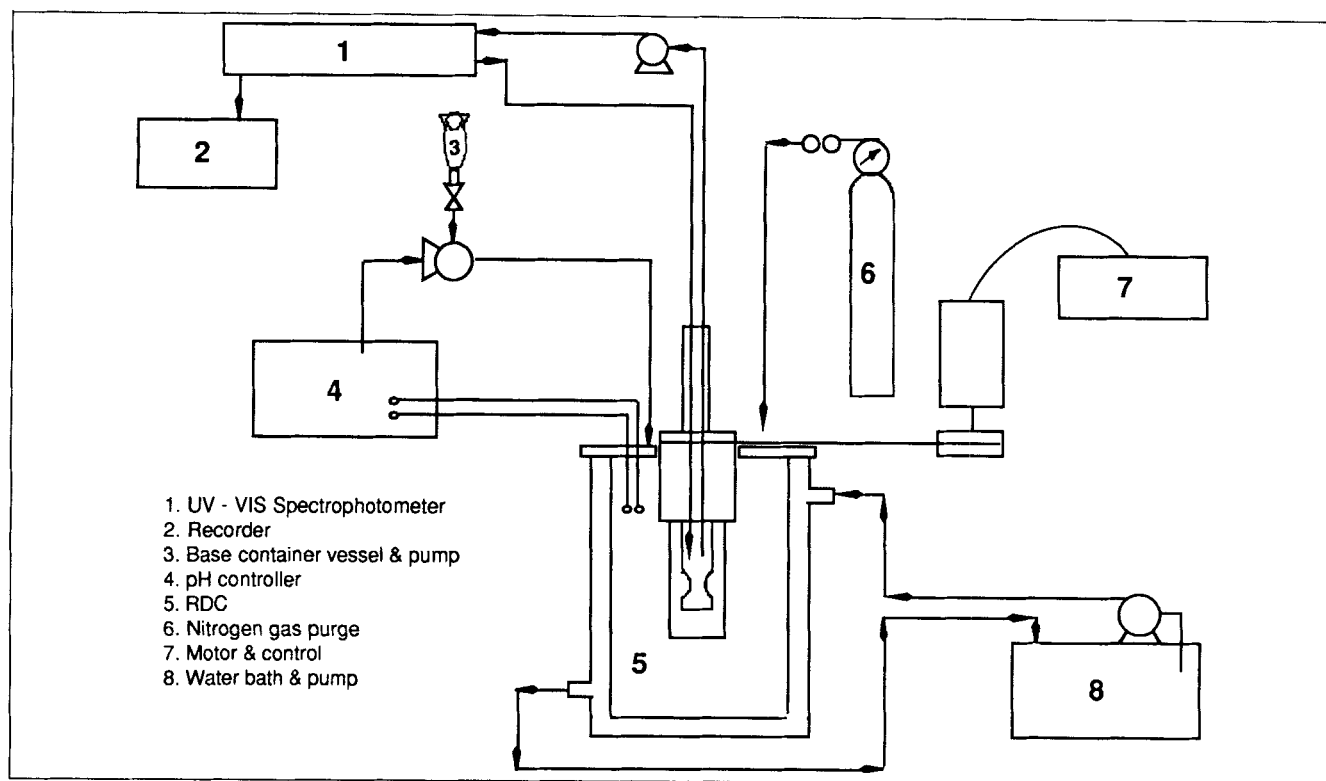 1
2
3
4
5
6
7
8
1. UV - VIS Spectrophotometer
2. Recorder
3. Base container vessel & pump
4. pH controller
5. RDC
6. Nitrogen gas purge
7. Motor & control
8. Water bath & pump